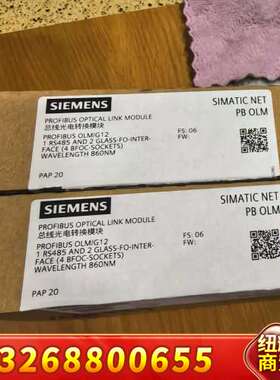 SIEMENS
SIMATIC NET
PB OLM
PROFIBUS OPTICAL LINK MODULE
总线光电转换模块
PROFIBUS OLM/G12
1 RS485 AND 2 GLASS-FO-INTER-
FACE (4 BFOC-SOCKETS)
WAVELENGTH 860NM
FS: 06
FW:
PAP 20
SIEMENS
SIMATIC NET
PB OLM
PROFIBUS OPTICAL LINK MODULE
总线光电转换模块
PROFIBUS OLM/G12
1 RS485 AND 2 GLASS-FO-INTER-
FACE (4 BFOC-SOCKETS)
WAVELENGTH 860NM
FS: 06
FW:
PAP 20
13268800655